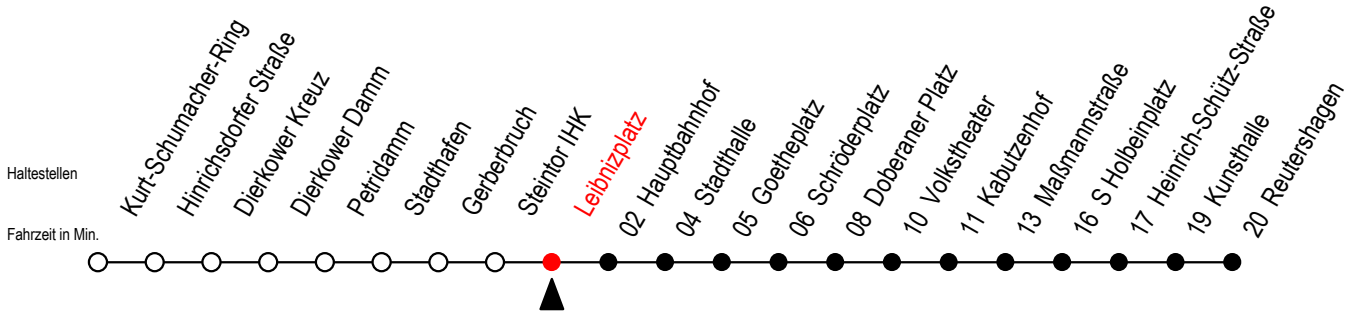 Haltestellen
Fahrzeit in Min.
Kurt-Schumacher-Ring
Hinrichsdorfer Straße
Dierkower Kreuz
Dierkower Damm
Petridamm
Stadthafen
Gerberbruch
Steintor IHK
Leibnizplatz
02 Hauptbahnhof
04 Stadthalle
05 Goetheplatz
06 Schröderplatz
08 Doberaner Platz
10 Volkstheater
11 Kabutzenhof
13 Maßmannstraße
16 S Holbeinplatz
17 Heinrich-Schütz-Straße
19 Kunsthalle
20 Reutershagen